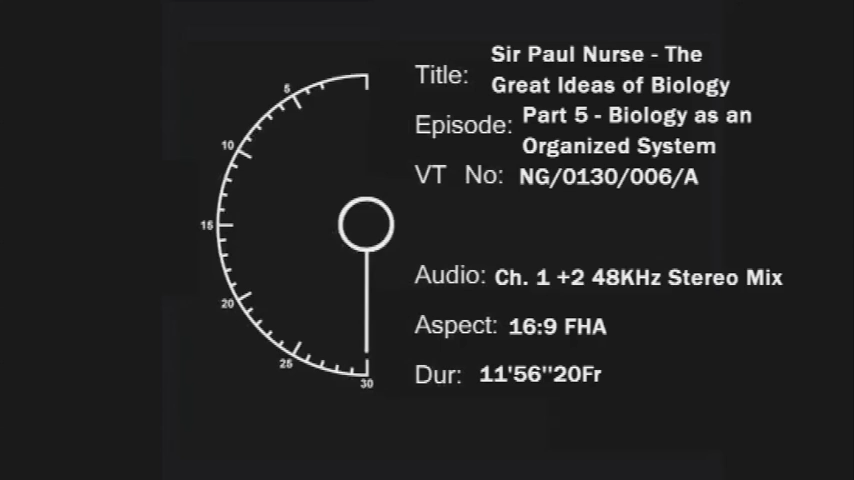 5
10
15
20
25
30
Title: Sir Paul Nurse - The
Great Ideas of Biology
Episode: Part 5 - Biology as an
Organized System
VT No: NG/0130/006/A
Audio: Ch. 1 +2 48KHz Stereo Mix
Aspect: 16:9 FHA
Dur: 11'56"20Fr